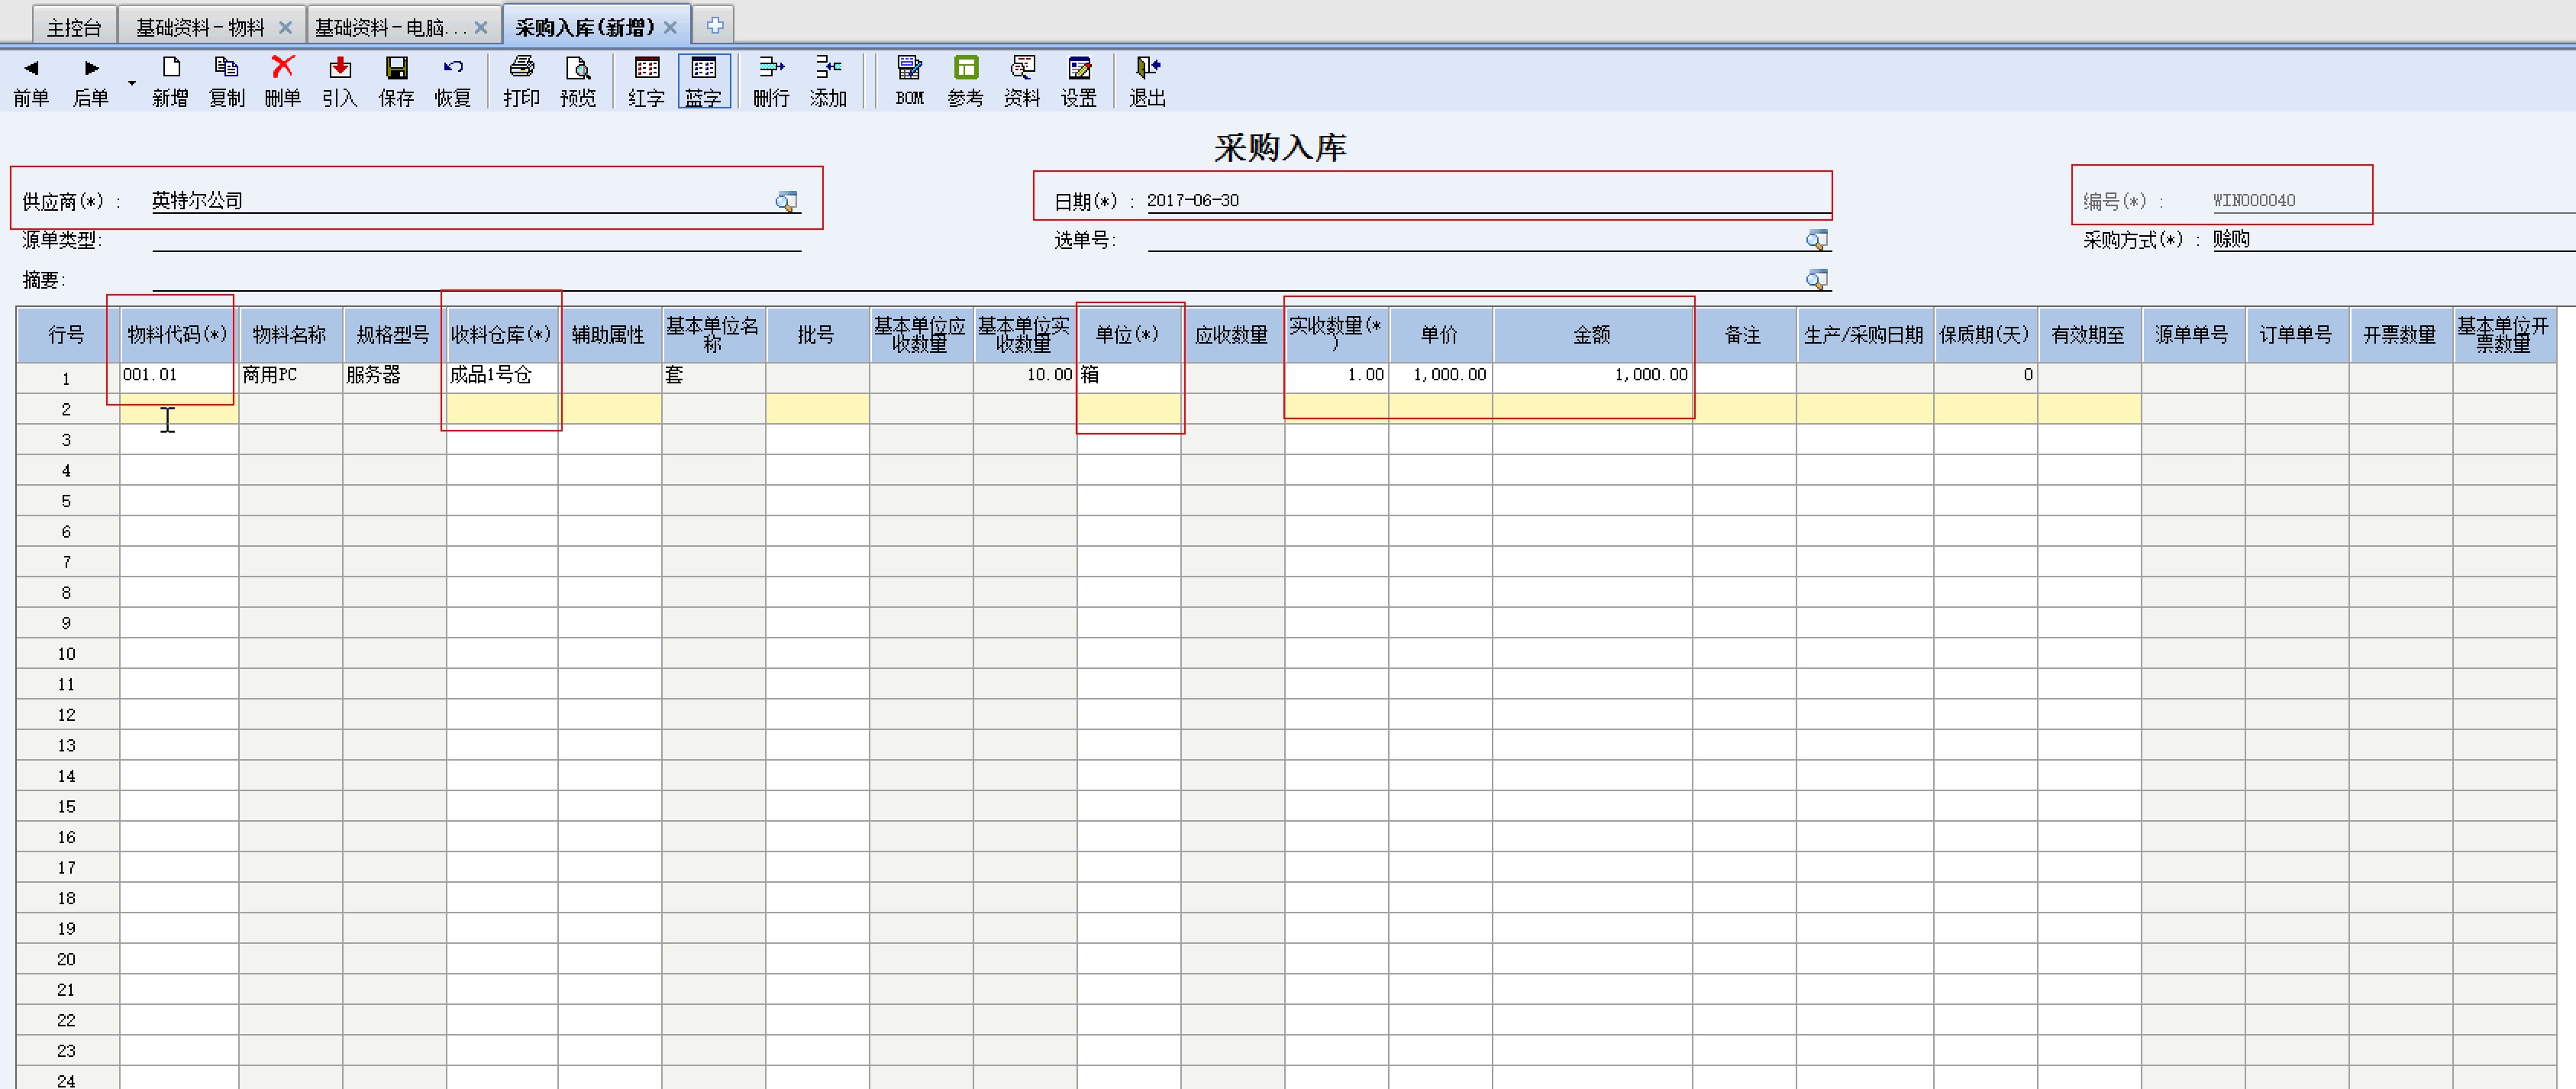 主控台 基础资料-物料 基础资料-电脑... 采购入库(新增)
前单 后单 新增 复制 删单 引入 保存 恢复 打印 预览 红字 蓝字 删行 添加 BOM 参考 资料 设置 退出
采购入库
供应商(*) : 英特尔公司 日期(*) : 2017-06-30 编号(*) : WIN000040
源单类型: 选单号: 采购方式(*) : 赊购
摘要:
行号 物料代码(*) 物料名称 规格型号 收料仓库(*) 辅助属性 基本单位名称 批号 基本单位应收数量 基本单位实收数量 单位(*) 应收数量 实收数量(*) 单价 金额 备注 生产/采购日期 保质期(天) 有效期至 源单单号 订单单号 开票数量 基本单位开票数量
1 001.01 商用PC 服务器 成品1号仓 套 10.00 箱 1.00 1,000.00 1,000.00 0
2
3
4
5
6
7
8
9
10
11
12
13
14
15
16
17
18
19
20
21
22
23
24